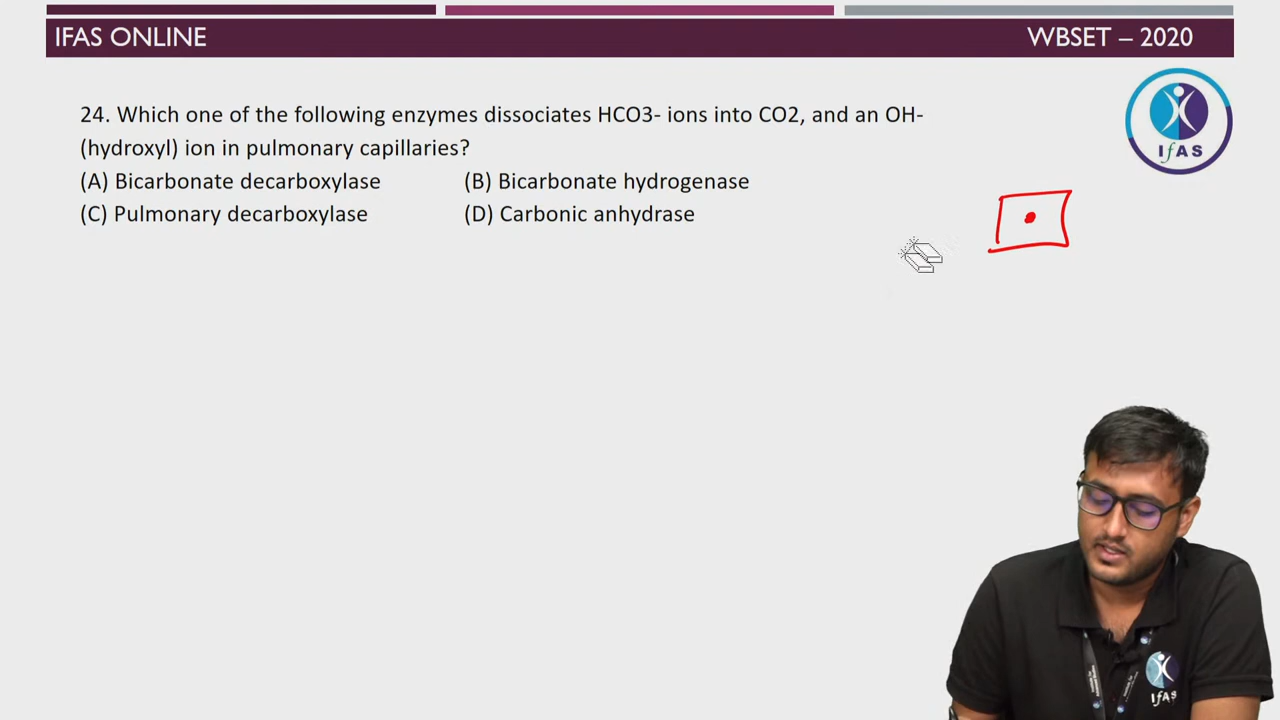 IFAS ONLINE
WBSET – 2020
24. Which one of the following enzymes dissociates HCO3- ions into CO2, and an OH-
(hydroxyl) ion in pulmonary capillaries?
(A) Bicarbonate decarboxylase (B) Bicarbonate hydrogenase
(C) Pulmonary decarboxylase (D) Carbonic anhydrase
IfAS
IfAS